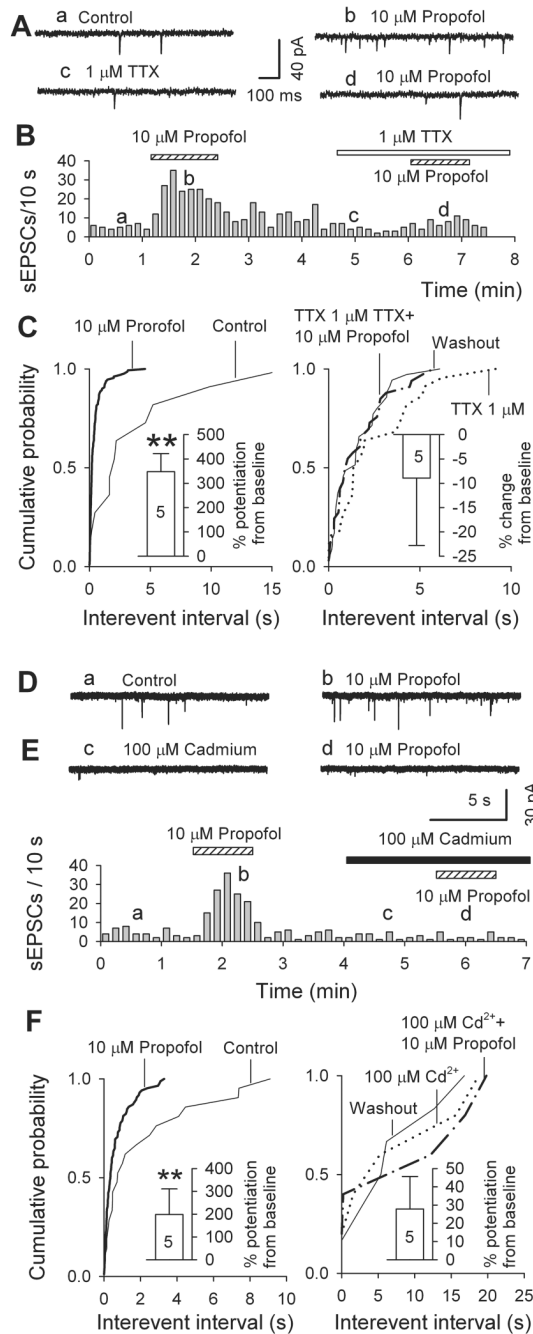 A
a
Control
b
10 μM Propofol
c
1 μM TTX
d
10 μM Propofol
40 pA
100 ms
B
10 μM Propofol
1 μM TTX
10 μM Propofol
sEPSCs/10 s
40
30
20
10
0
a
b
c
d
0 1 2 3 4 5 6 7 8
Time (min)
C
10 μM Prorofol
Control
Cumulative probability
1.0
0.5
0.0
**
5
500
400
300
200
100
0
% potentiation
from baseline
0 5 10 15
Interevent interval (s)
TTX 1 μM TTX+
10 μM Propofol
Washout
TTX 1 μM
1.0
0.5
0.0
5
0
-5
-10
-15
-20
-25
% change
from baseline
0 5 10
Interevent interval (s)
D
a
Control
b
10 μM Propofol
c
100 μM Cadmium
d
10 μM Propofol
5 s
30 pA
E
10 μM Propofol
100 μM Cadmium
10 μM Propofol
sEPSCs / 10 s
40
30
20
10
0
a
b
c
d
0 1 2 3 4 5 6 7
Time (min)
F
10 μM Propofol
Control
Cumulative probability
1.0
0.5
0.0
**
5
400
300
200
100
0
% potentiation
from baseline
0 2 4 6 8 10
Interevent interval (s)
100 μM Cd²⁺+
10 μM Propofol
100 μM Cd²⁺
Washout
1.0
0.5
0.0
5
50
40
30
20
10
0
% potentiation
from baseline
0 5 10 15 20 25
Interevent interval (s)